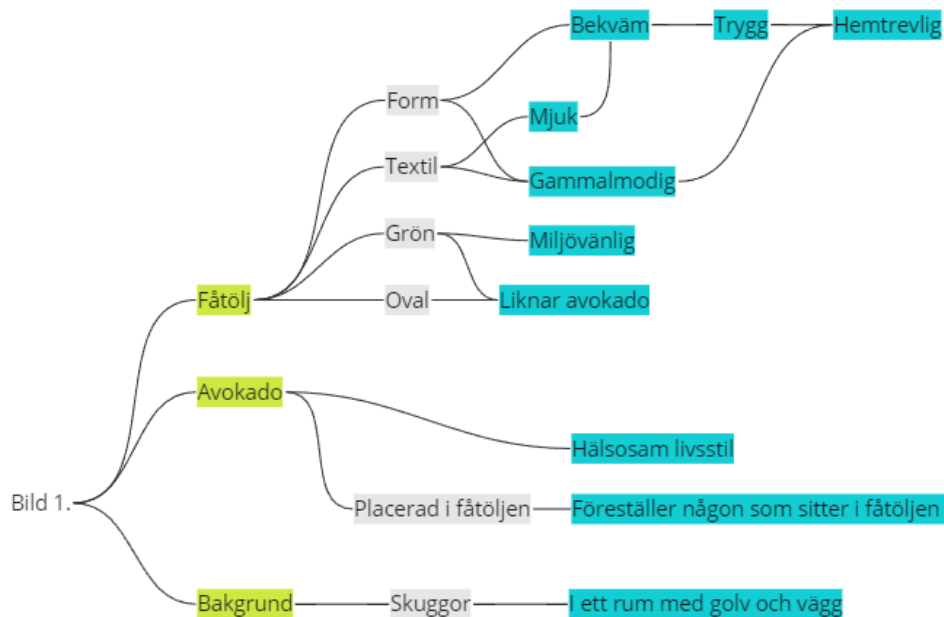 Bekväm
Trygg
Hemtrevlig
Form
Mjuk
Textil
Gammalmodig
Grön
Miljövänlig
Fåtölj
Oval
Liknar avokado
Avokado
Hälsosam livsstil
Bild 1.
Placerad i fåtöljen
Föreställer någon som sitter i fåtöljen
Bakgrund
Skuggor
I ett rum med golv och vägg